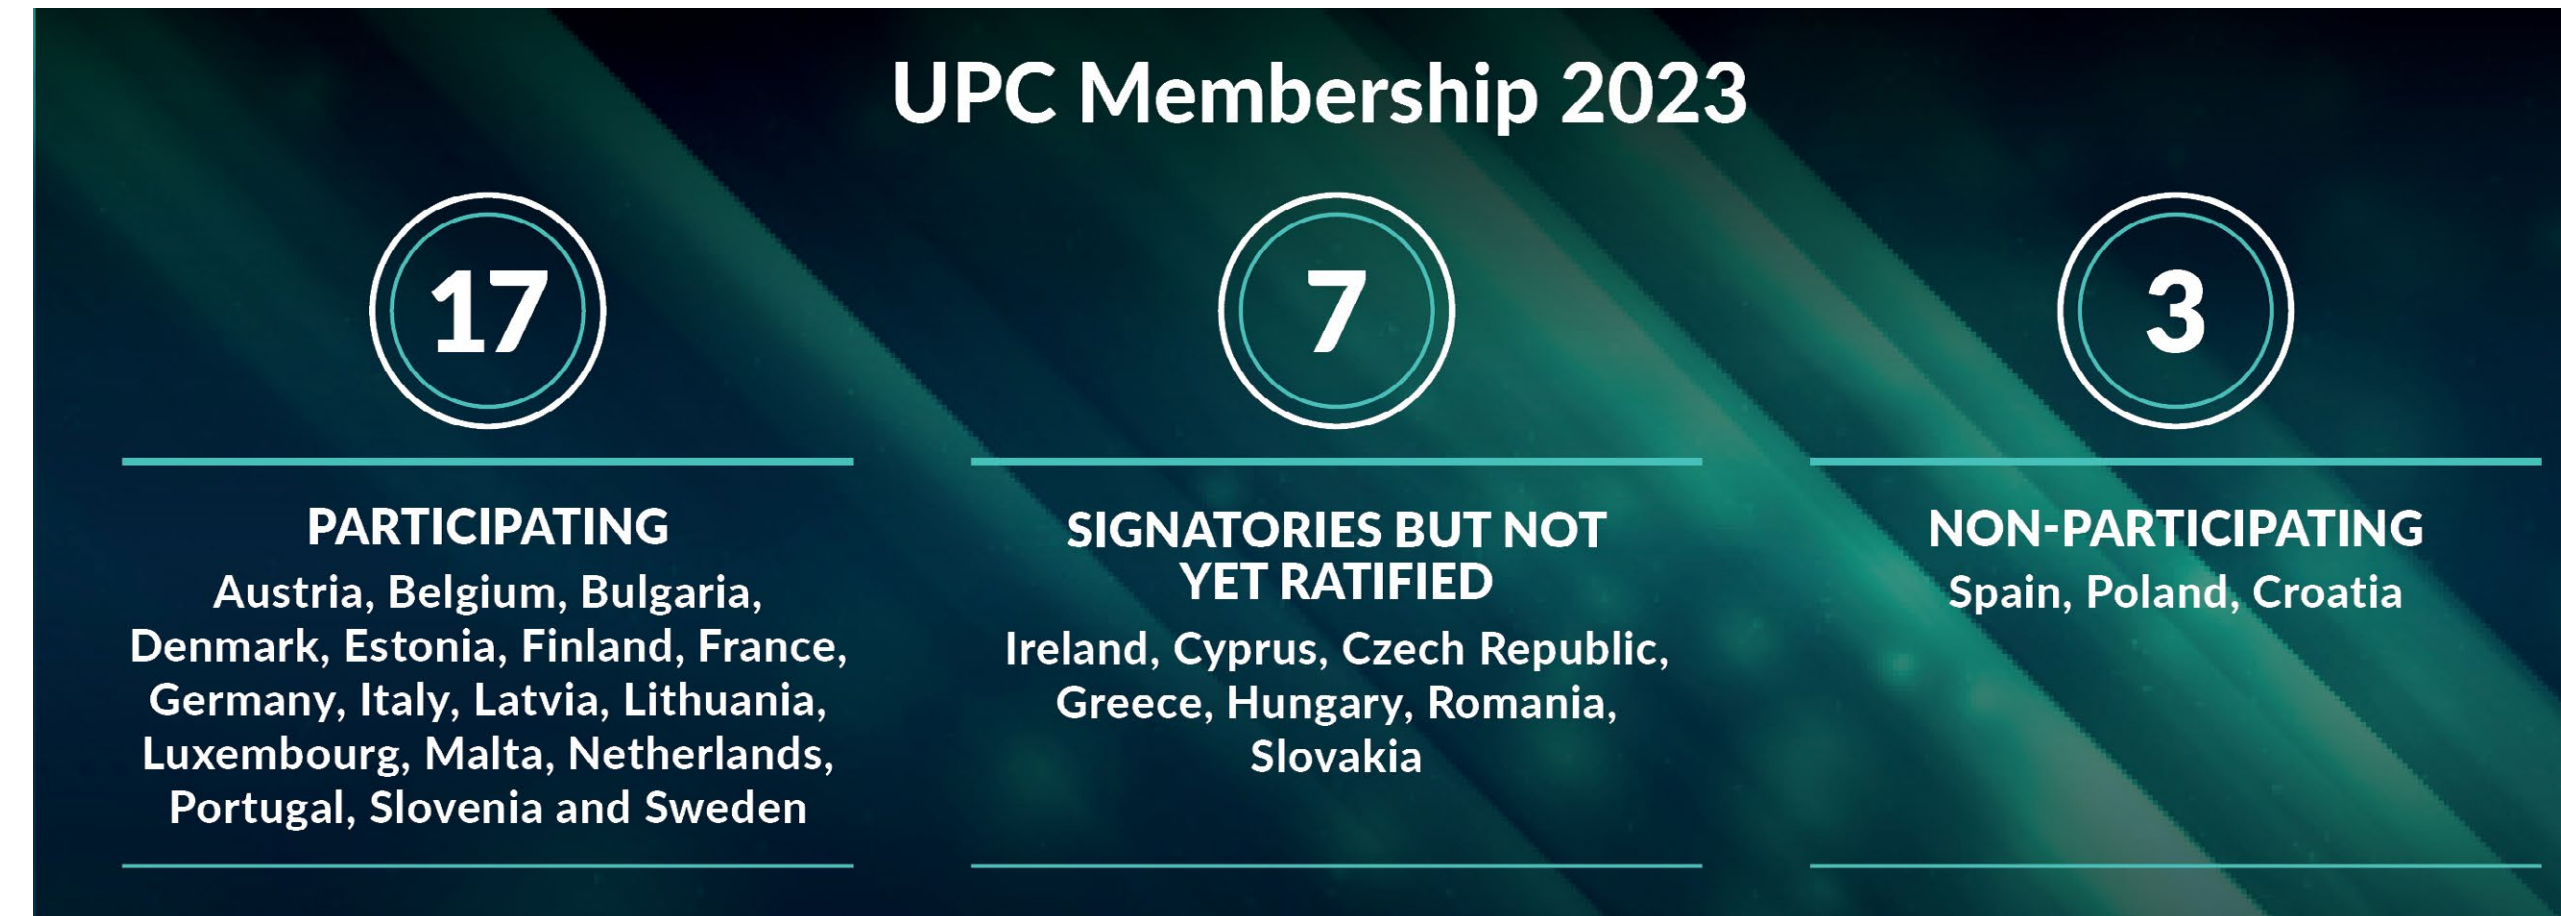 UPC Membership 2023
17
PARTICIPATING
Austria, Belgium, Bulgaria,
Denmark, Estonia, Finland, France,
Germany, Italy, Latvia, Lithuania,
Luxembourg, Malta, Netherlands,
Portugal, Slovenia and Sweden
7
SIGNATORIES BUT NOT
YET RATIFIED
Ireland, Cyprus, Czech Republic,
Greece, Hungary, Romania,
Slovakia
3
NON-PARTICIPATING
Spain, Poland, Croatia